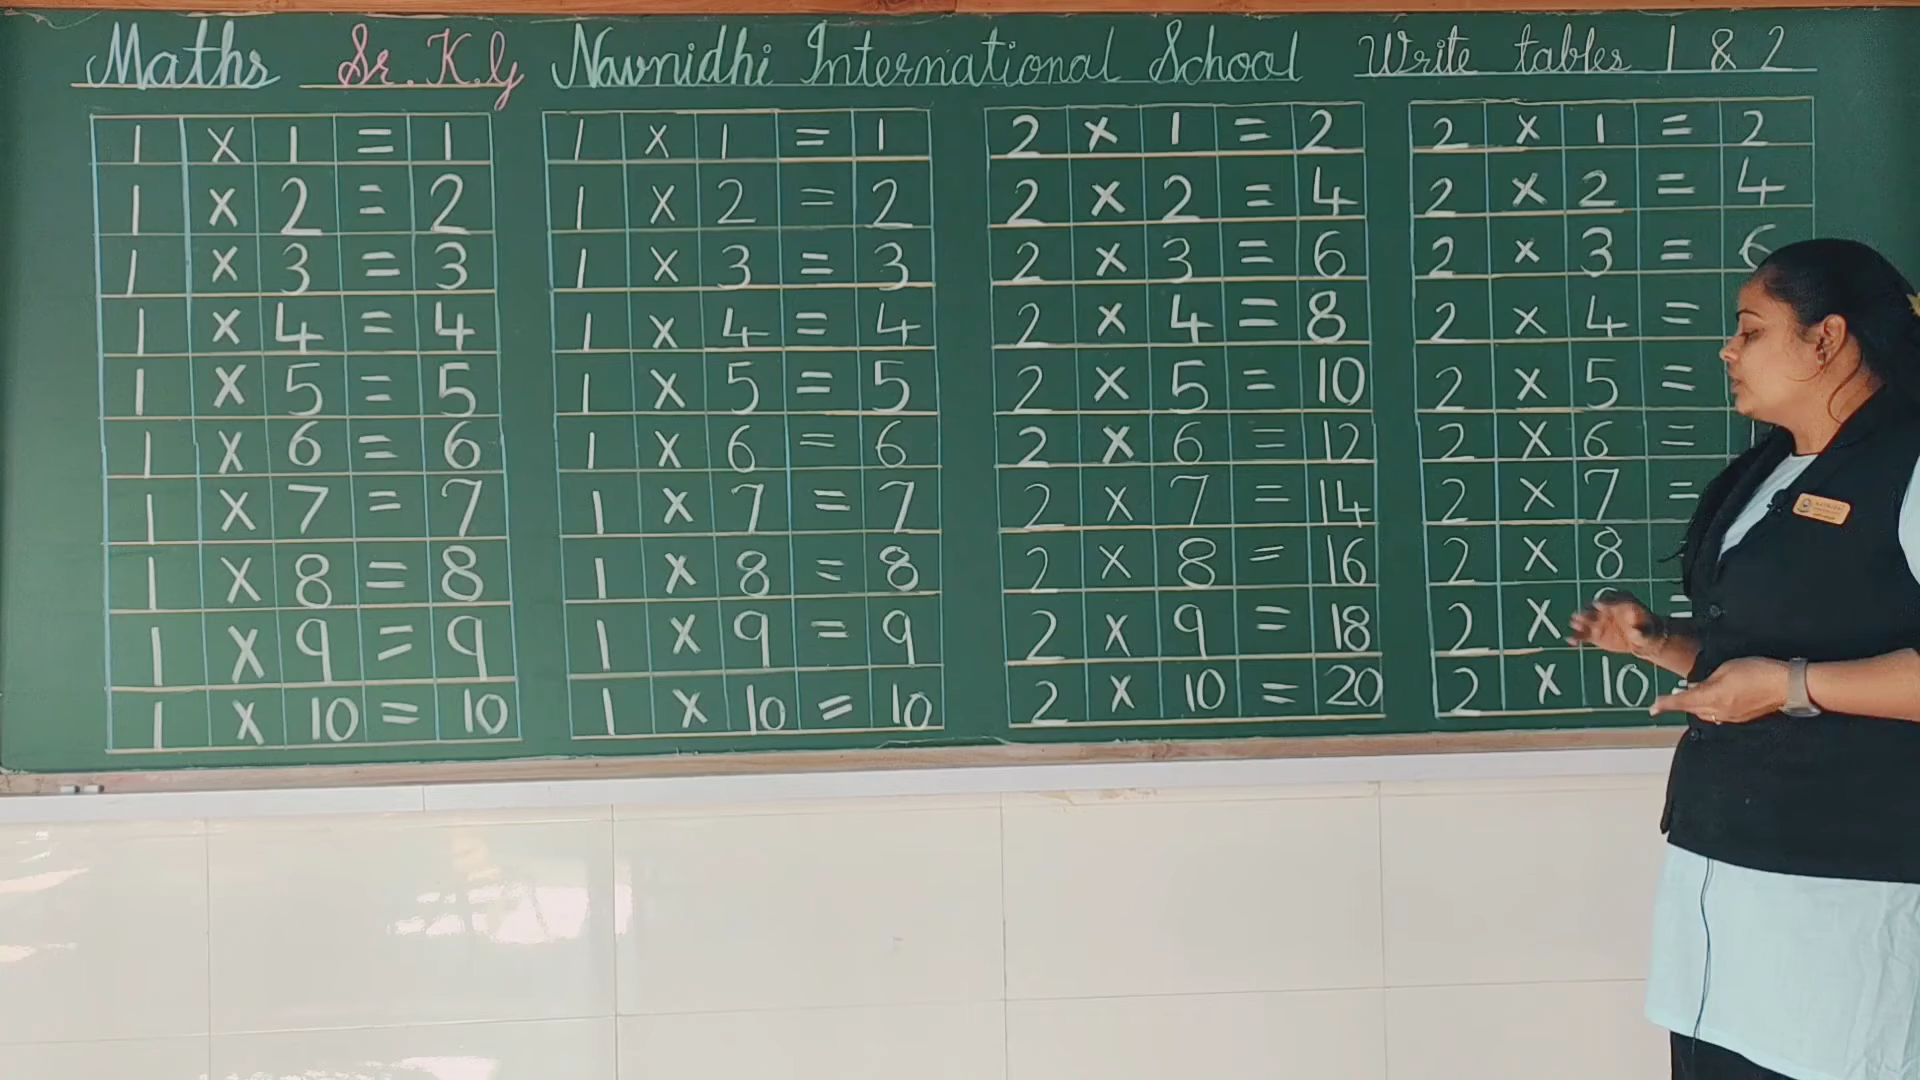 Maths Sr. K.G Navnidhi International School Write tables 1 & 2
1 × 1 = 1 1 × 1 = 1 2 × 1 = 2 2 × 1 = 2
1 × 2 = 2 1 × 2 = 2 2 × 2 = 4 2 × 2 = 4
1 × 3 = 3 1 × 3 = 3 2 × 3 = 6 2 × 3 = 6
1 × 4 = 4 1 × 4 = 4 2 × 4 = 8 2 × 4 =
1 × 5 = 5 1 × 5 = 5 2 × 5 = 10 2 × 5 =
1 × 6 = 6 1 × 6 = 6 2 × 6 = 12 2 × 6 =
1 × 7 = 7 1 × 7 = 7 2 × 7 = 14 2 × 7 =
1 × 8 = 8 1 × 8 = 8 2 × 8 = 16 2 × 8
1 × 9 = 9 1 × 9 = 9 2 × 9 = 18 2 × =
1 × 10 = 10 1 × 10 = 10 2 × 10 = 20 2 × 10